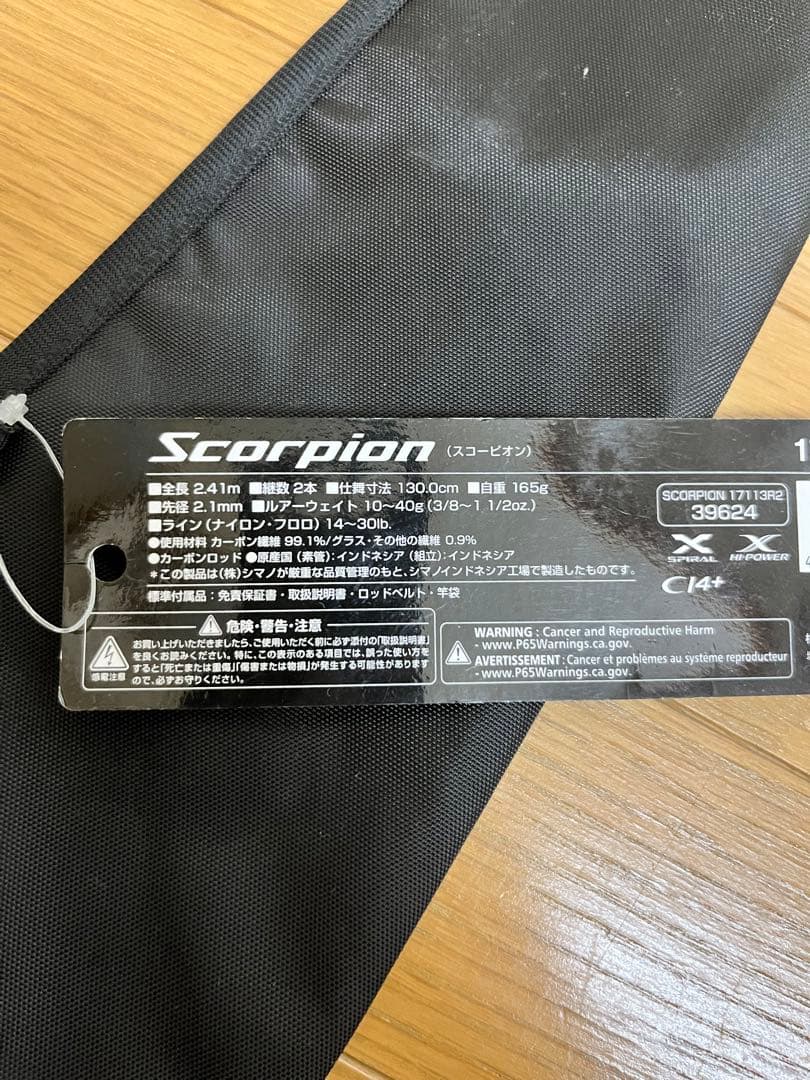 Scorpion (スコーピオン)
■全長 2.41m ■継数 2本 ■仕舞寸法 130.0cm ■自重 165g
■先径 2.1mm ■ルアーウェイト 10〜40g (3/8〜1 1/2oz.)
■ライン (ナイロン・フロロ) 14〜30lb.
●使用材料 カーボン繊維 99.1%/グラス・その他の繊維 0.9%
●カーボンロッド ●原産国 (素管):インドネシア (組立):インドネシア
*この製品は(株)シマノが厳重な品質管理のもと、シマノインドネシア工場で製造したものです。
標準付属品:免責保証書・取扱説明書・ロッドベルト・竿袋
SCORPION 17113R2
39624
X SPIRAL X HI-POWER
CI4+
危険・警告・注意
お買い上げいただきましたら、ご使用いただく前に必ず添付の「取扱説明書」
を良くお読みください。特に、この表示のある項目では、誤った使い方を
すると「死亡または重傷」「傷害または物損」が発生する可能性があります
ので、必ずお守りください。
感電注意
WARNING : Cancer and Reproductive Harm
- www.P65Warnings.ca.gov.
AVERTISSEMENT : Cancer et problèmes au système reproducteur
- www.P65Warnings.ca.gov.
1